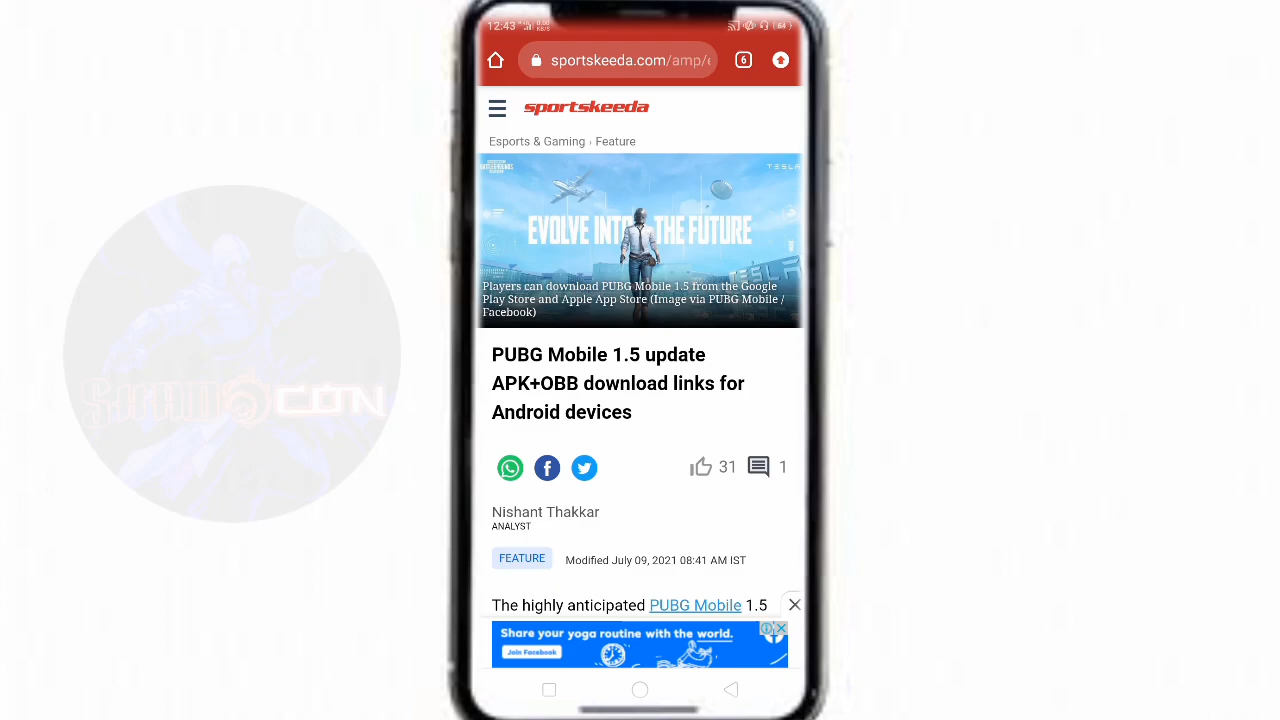 12:43
64
sportskeeda.com/amp/e
6
sportskeeda
Esports & Gaming › Feature
TESLA
EVOLVE INTO THE FUTURE
TESLA
Players can download PUBG Mobile 1.5 from the Google
Play Store and Apple App Store (Image via PUBG Mobile /
Facebook)
PUBG Mobile 1.5 update
APK+OBB download links for
Android devices
31
1
Nishant Thakkar
ANALYST
FEATURE
Modified July 09, 2021 08:41 AM IST
The highly anticipated PUBG Mobile 1.5
Share your yoga routine with the world.
Join Facebook